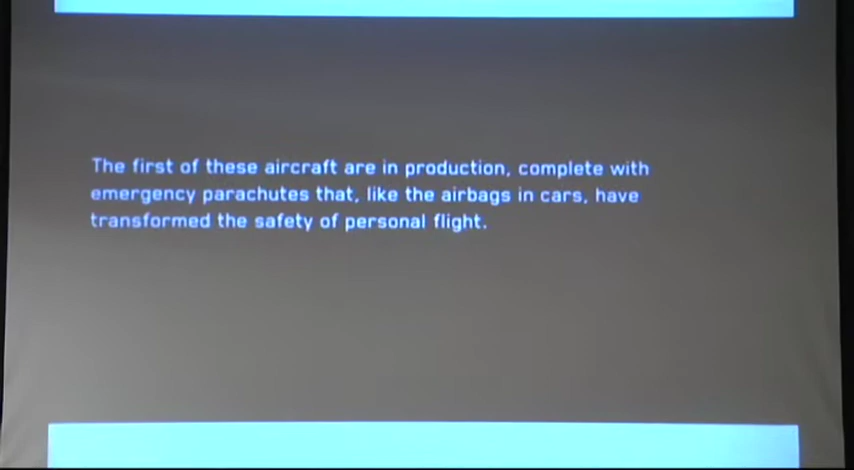 The first of these aircraft are in production, complete with
emergency parachutes that, like the airbags in cars, have
transformed the safety of personal flight.